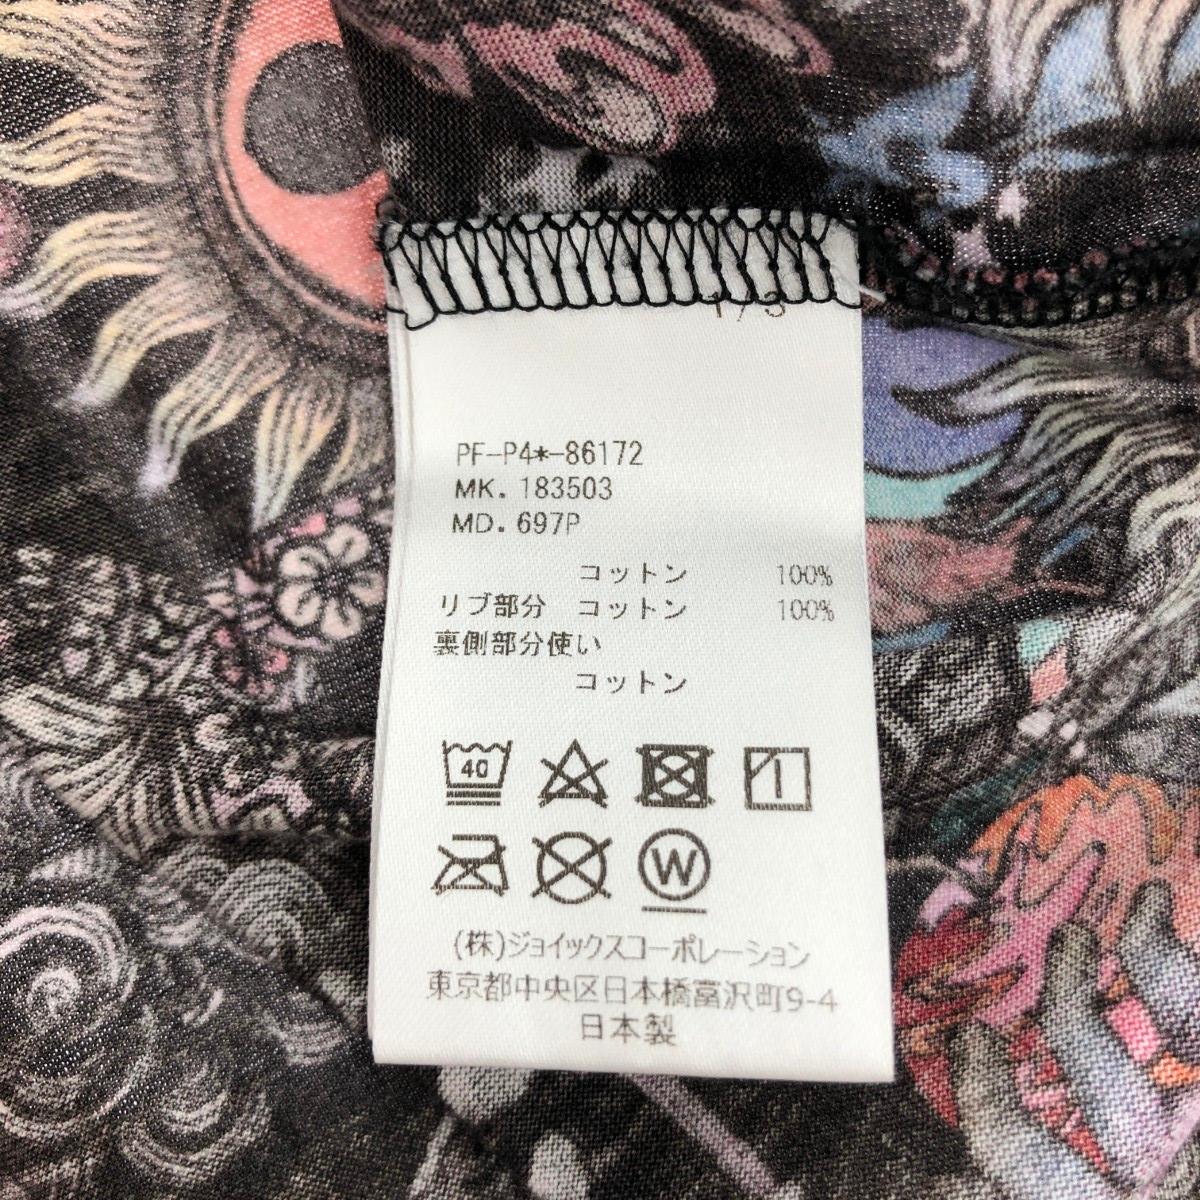 1/3
PF-P4*-86172
MK. 183503
MD. 697P
コットン 100%
リブ部分 コットン 100%
裏側部分使い
コットン
40
W
(株)ジョイックスコーポレーション
東京都中央区日本橋富沢町9-4
日本製